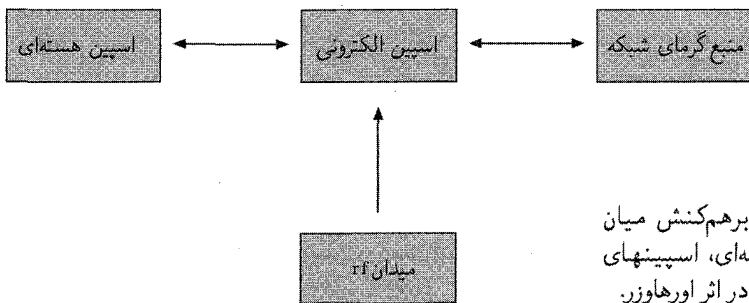 منبع گرمای شبکه
اسپین الکترونی
اسپین هسته‌ای
میدان rf
برهم‌کنش میان
ه‌ای، اسپینهای
در اثر اورهاوزر.